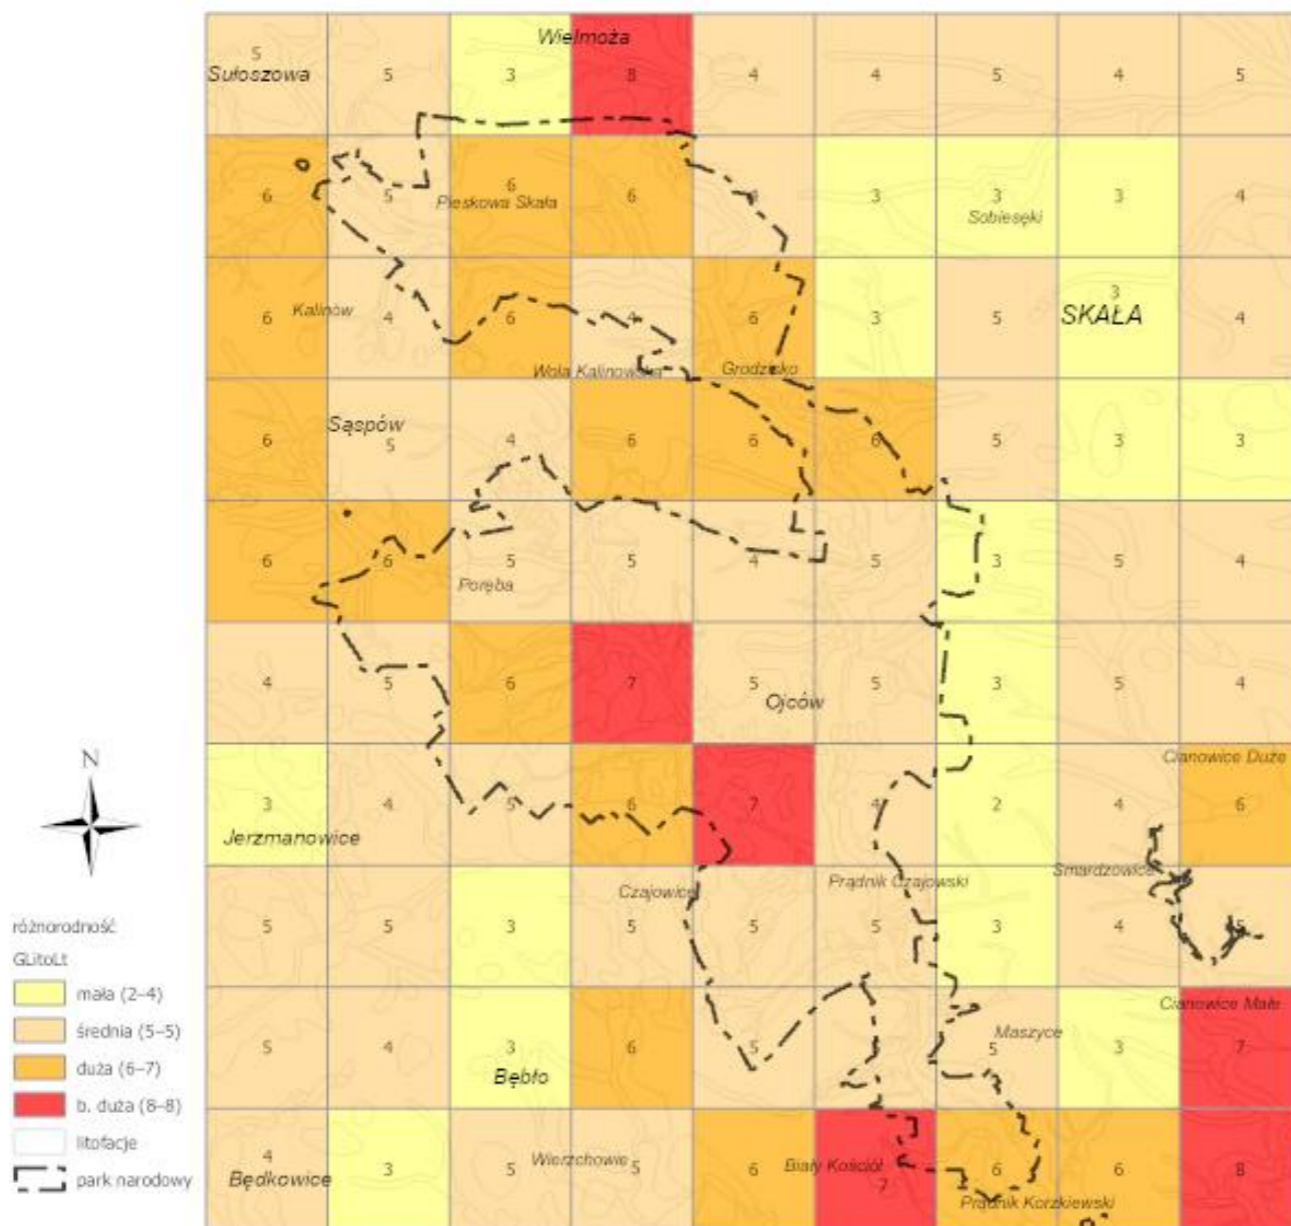 Wielmoża
5
Sułoszowa 5 3 8 4 4 5 4 5
6 5 6 6 4 3 3 3 4
Pieskowa Skała Sobiesęki
6 Kalinów 4 6 4 6 3 5 3 4
SKAŁA
Wola Kalinowska Grodzisko
Sąspów
6 5 4 6 6 6 5 3 3
6 6 5 5 4 5 3 5 4
Poręba
4 5 6 7 5 5 3 5 4
Ojców
Cianowice Duże
3 4 5 6 7 4 2 4 6
Jerzmanowice
Czajowice Prądnik Czajowski Smardzowice
5 5 3 5 5 5 3 4 5
Cianowice Małe
Maszyce
5 4 3 6 5 5 3 7
Bębło
4 3 5 Wierzchowie 5 6 Biały Kościół 7 6 6 8
Będkowice
Prądnik Korzkiewski
N
różnorodność
GLitoLt
mała (2–4)
średnia (5–5)
duża (6–7)
b. duża (8–8)
litofacje
park narodowy